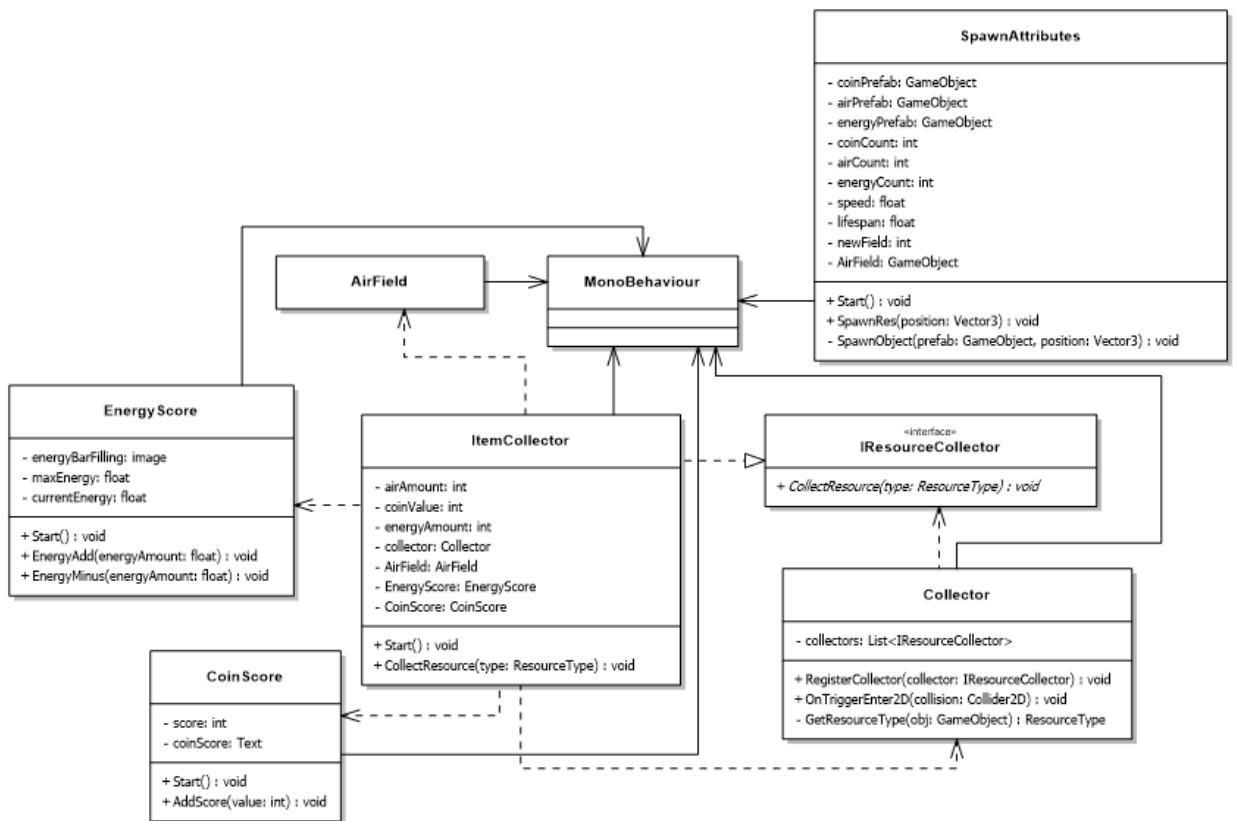 SpawnAttributes
- coinPrefab: GameObject
- airPrefab: GameObject
- energyPrefab: GameObject
- coinCount: int
- airCount: int
- energyCount: int
- speed: float
- lifespan: float
- newField: int
- AirField: GameObject
+ Start() : void
+ SpawnRes(position: Vector3) : void
- SpawnObject(prefab: GameObject, position: Vector3) : void
AirField
MonoBehaviour
EnergyScore
- energyBarFilling: image
- maxEnergy: float
- currentEnergy: float
+ Start() : void
+ EnergyAdd(energyAmount: float) : void
+ EnergyMinus(energyAmount: float) : void
ItemCollector
- airAmount: int
- coinValue: int
- energyAmount: int
- collector: Collector
- AirField: AirField
- EnergyScore: EnergyScore
- CoinScore: CoinScore
+ Start() : void
+ CollectResource(type: ResourceType) : void
«interface»
IResourceCollector
+ CollectResource(type: ResourceType) : void
Collector
- collectors: List<IResourceCollector>
+ RegisterCollector(collector: IResourceCollector) : void
+ OnTriggerEnter2D(collision: Collider2D) : void
- GetResourceType(obj: GameObject) : ResourceType
CoinScore
- score: int
- coinScore: Text
+ Start() : void
+ AddScore(value: int) : void